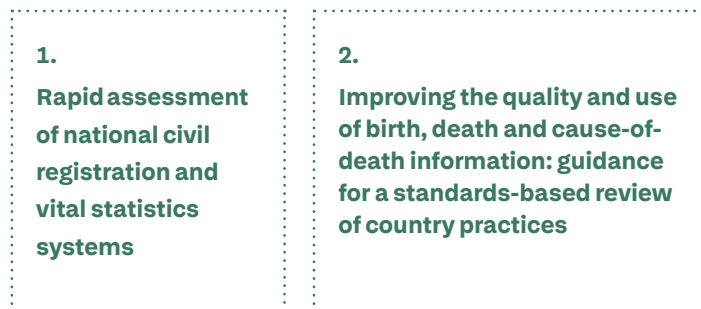 1.
Rapid assessment
of national civil
registration and
vital statistics
systems
2.
Improving the quality and use
of birth, death and cause-of-
death information: guidance
for a standards-based review
of country practices